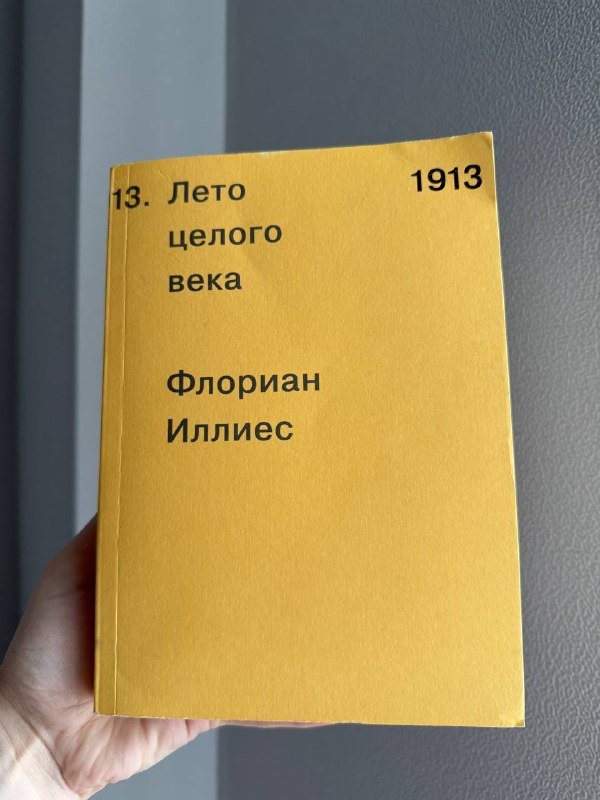 13. Лето 1913
целого
века
Флориан
Иллиес